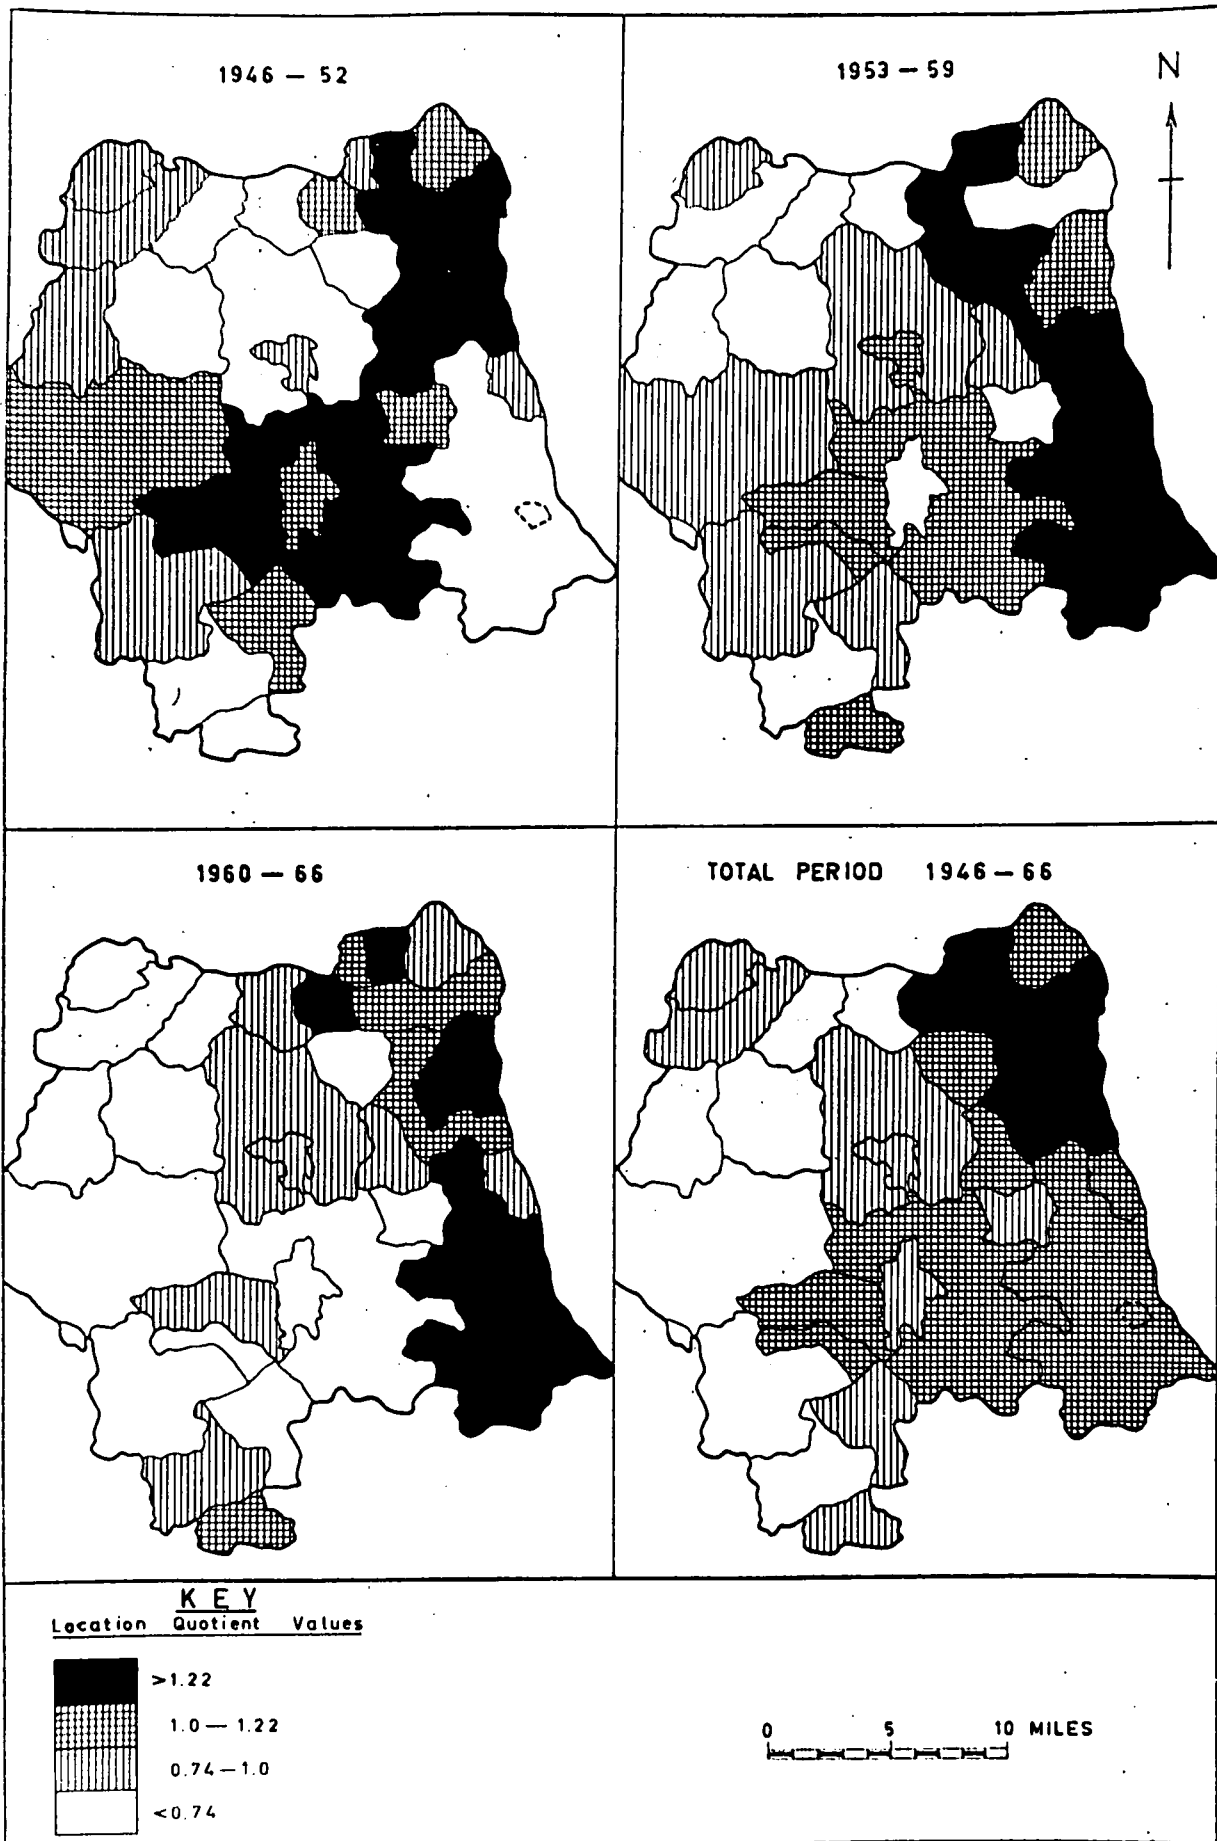 1946 – 52
1953 – 59
N
1960 – 66
TOTAL PERIOD 1946 – 66
KEY
Location Quotient Values
>1.22
1.0 – 1.22
0.74 – 1.0
<0.74
0 5 10 MILES